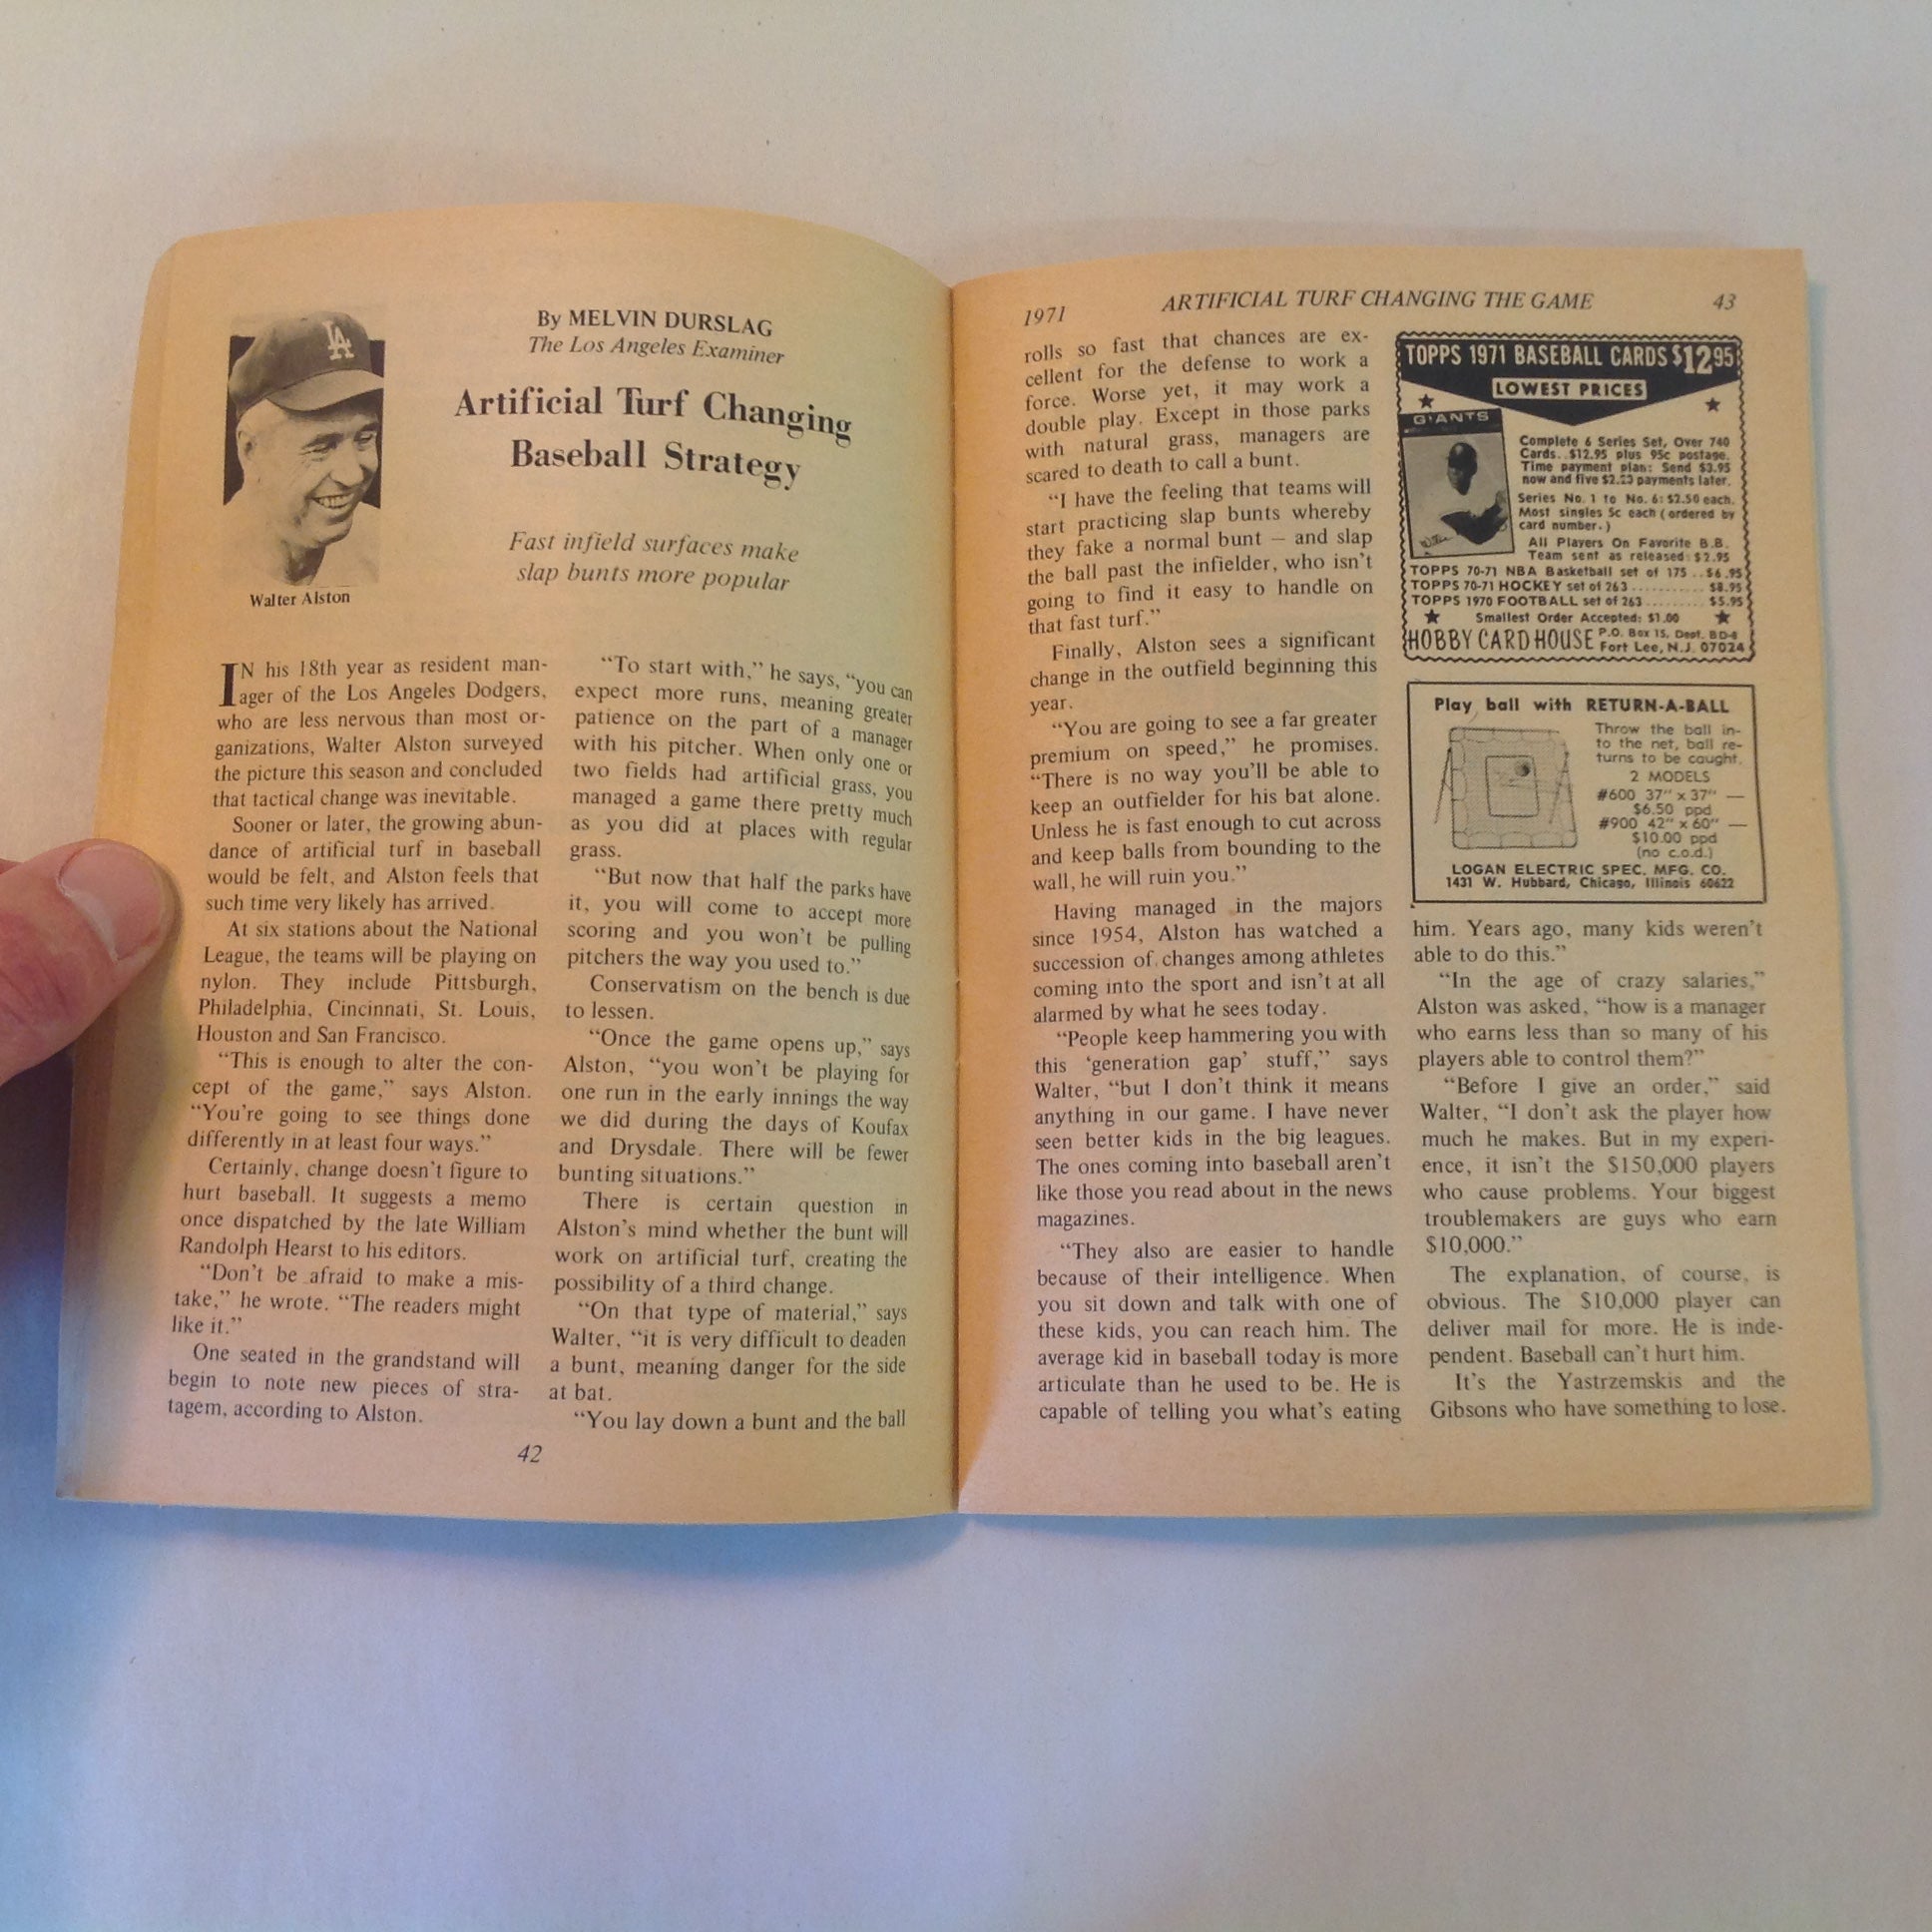 By MELVIN DURSLAG
The Los Angeles Examiner
Artificial Turf Changing
Baseball Strategy
Fast infield surfaces make
slap bunts more popular
LA
Walter Alston
IN his 18th year as resident man-
ager of the Los Angeles Dodgers,
who are less nervous than most or-
ganizations, Walter Alston surveyed
the picture this season and concluded
that tactical change was inevitable.
Sooner or later, the growing abun-
dance of artificial turf in baseball
would be felt, and Alston feels that
such time very likely has arrived.
At six stations about the National
League, the teams will be playing on
nylon. They include Pittsburgh,
Philadelphia, Cincinnati, St. Louis,
Houston and San Francisco.
“This is enough to alter the con-
cept of the game,” says Alston.
“You’re going to see things done
differently in at least four ways.”
Certainly, change doesn’t figure to
hurt baseball. It suggests a memo
once dispatched by the late William
Randolph Hearst to his editors.
“Don’t be afraid to make a mis-
take,” he wrote. “The readers might
like it.”
One seated in the grandstand will
begin to note new pieces of stra-
tagem, according to Alston.
“To start with,” he says, “you can
expect more runs, meaning greater
patience on the part of a manager
with his pitcher. When only one or
two fields had artificial grass, you
managed a game there pretty much
as you did at places with regular
grass.
“But now that half the parks have
it, you will come to accept more
scoring and you won’t be pulling
pitchers the way you used to.”
Conservatism on the bench is due
to lessen.
“Once the game opens up,” says
Alston, “you won’t be playing for
one run in the early innings the way
we did during the days of Koufax
and Drysdale. There will be fewer
bunting situations.”
There is certain question in
Alston’s mind whether the bunt will
work on artificial turf, creating the
possibility of a third change.
“On that type of material,” says
Walter, “it is very difficult to deaden
a bunt, meaning danger for the side
at bat.
“You lay down a bunt and the ball
42
1971 ARTIFICIAL TURF CHANGING THE GAME 43
rolls so fast that chances are ex-
cellent for the defense to work a
force. Worse yet, it may work a
double play. Except in those parks
with natural grass, managers are
scared to death to call a bunt.
“I have the feeling that teams will
start practicing slap bunts whereby
they fake a normal bunt — and slap
the ball past the infielder, who isn’t
going to find it easy to handle on
that fast turf.”
Finally, Alston sees a significant
change in the outfield beginning this
year.
“You are going to see a far greater
premium on speed,” he promises.
“There is no way you’ll be able to
keep an outfielder for his bat alone.
Unless he is fast enough to cut across
and keep balls from bounding to the
wall, he will ruin you.”
Having managed in the majors
since 1954, Alston has watched a
succession of changes among athletes
coming into the sport and isn’t at all
alarmed by what he sees today.
“People keep hammering you with
this ‘generation gap’ stuff,” says
Walter, “but I don’t think it means
anything in our game. I have never
seen better kids in the big leagues.
The ones coming into baseball aren’t
like those you read about in the news
magazines.
“They also are easier to handle
because of their intelligence. When
you sit down and talk with one of
these kids, you can reach him. The
average kid in baseball today is more
articulate than he used to be. He is
capable of telling you what’s eating
TOPPS 1971 BASEBALL CARDS $12.95
LOWEST PRICES
GIANTS
Complete 6 Series Set, Over 740
Cards. $12.95 plus 95c postage.
Time payment plan: Send $3.95
now and five $2.23 payments later.
Series No. 1 to No. 6: $2.50 each.
Most singles 5c each (ordered by
card number.)
All Players On Favorite B.B.
Team sent as released: $2.95
TOPPS 70-71 NBA Basketball set of 175 .. $6.95
TOPPS 70-71 HOCKEY set of 263 ........... $8.95
TOPPS 1970 FOOTBALL set of 263 ......... $5.95
Smallest Order Accepted: $1.00
HOBBY CARD HOUSE P.O. Box 15, Dept. BD-8
Fort Lee, N.J. 07024
Play ball with RETURN-A-BALL
Throw the ball in-
to the net, ball re-
turns to be caught.
2 MODELS
#600 37” x 37” —
$6.50 ppd
#900 42” x 60” —
$10.00 ppd
(no c.o.d.)
LOGAN ELECTRIC SPEC. MFG. CO.
1431 W. Hubbard, Chicago, Illinois 60622
him. Years ago, many kids weren’t
able to do this.”
“In the age of crazy salaries,”
Alston was asked, “how is a manager
who earns less than so many of his
players able to control them?”
“Before I give an order,” said
Walter, “I don’t ask the player how
much he makes. But in my experi-
ence, it isn’t the $150,000 players
who cause problems. Your biggest
troublemakers are guys who earn
$10,000.”
The explanation, of course, is
obvious. The $10,000 player can
deliver mail for more. He is inde-
pendent. Baseball can’t hurt him.
It’s the Yastrzemskis and the
Gibsons who have something to lose.